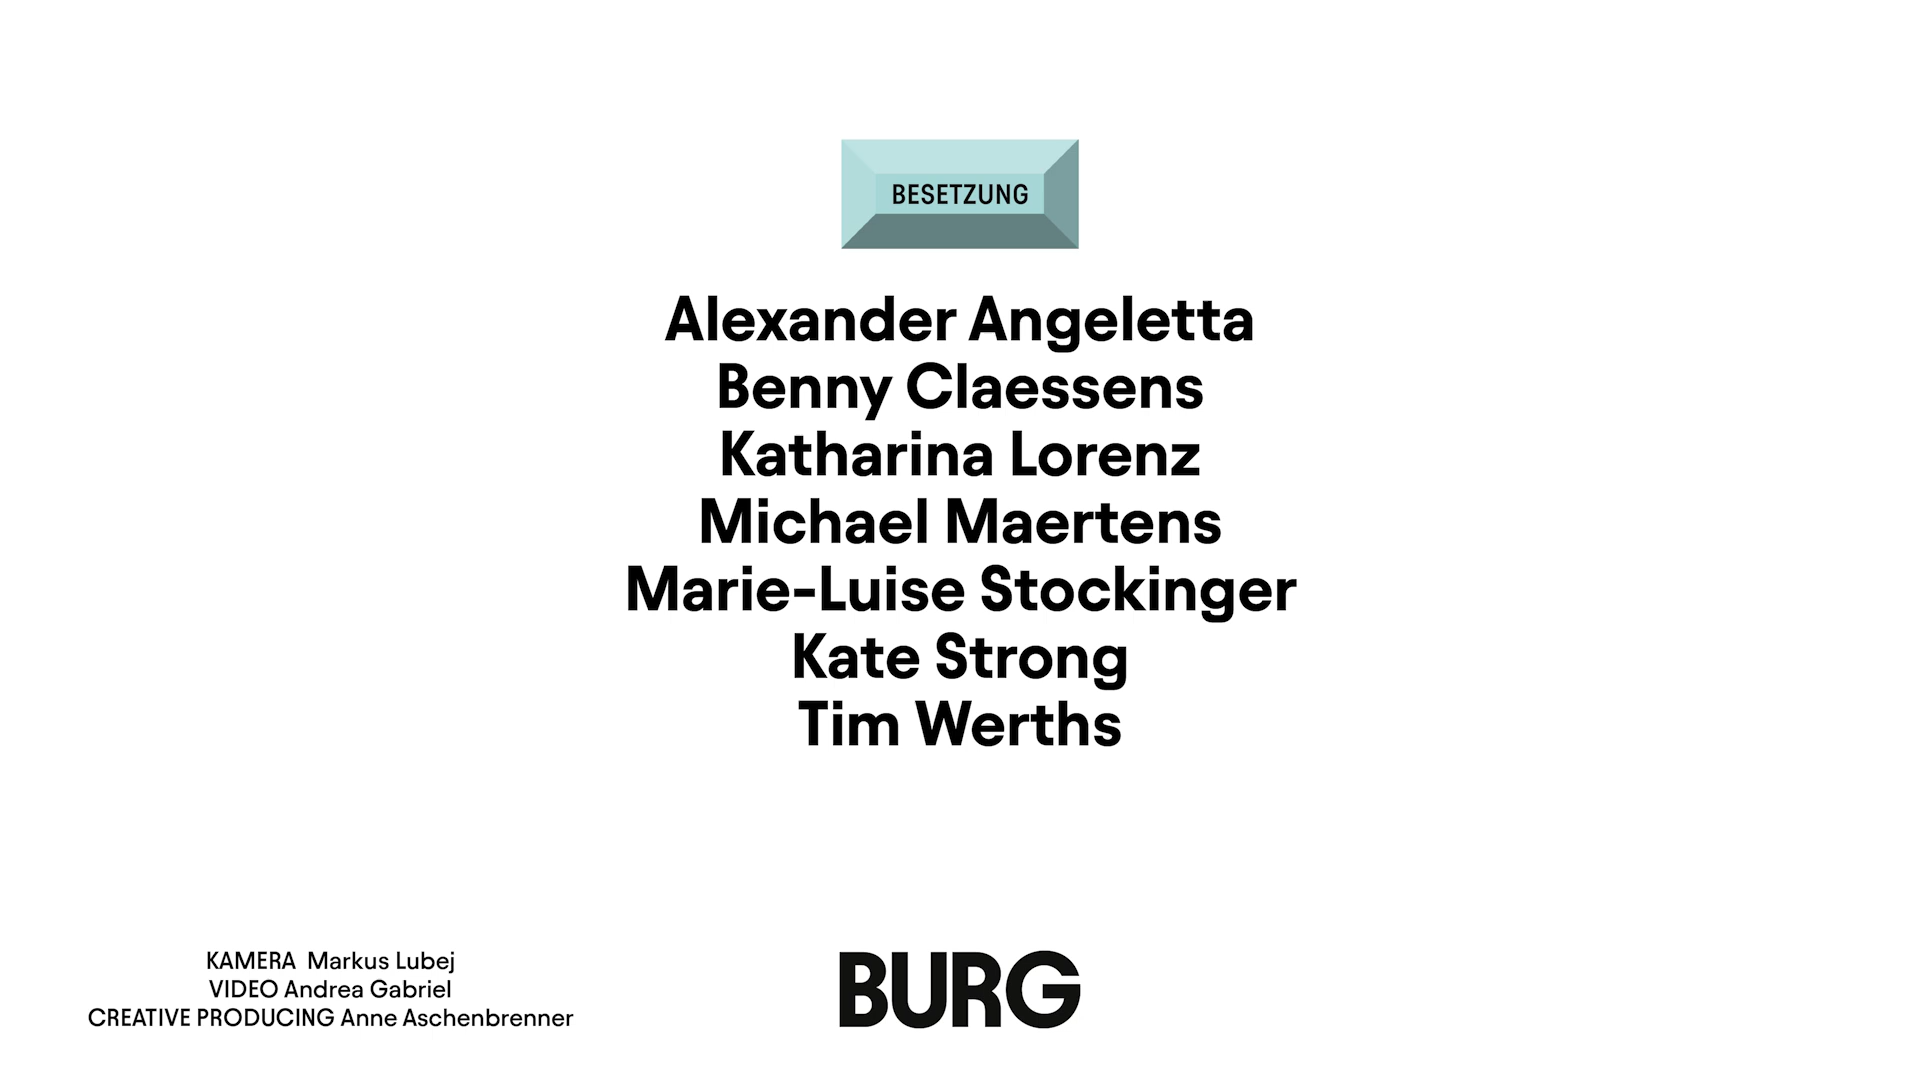 BESETZUNG
Alexander Angeletta
Benny Claessens
Katharina Lorenz
Michael Maertens
Marie-Luise Stockinger
Kate Strong
Tim Werths
KAMERA Markus Lubej
VIDEO Andrea Gabriel
CREATIVE PRODUCING Anne Aschenbrenner
BURG